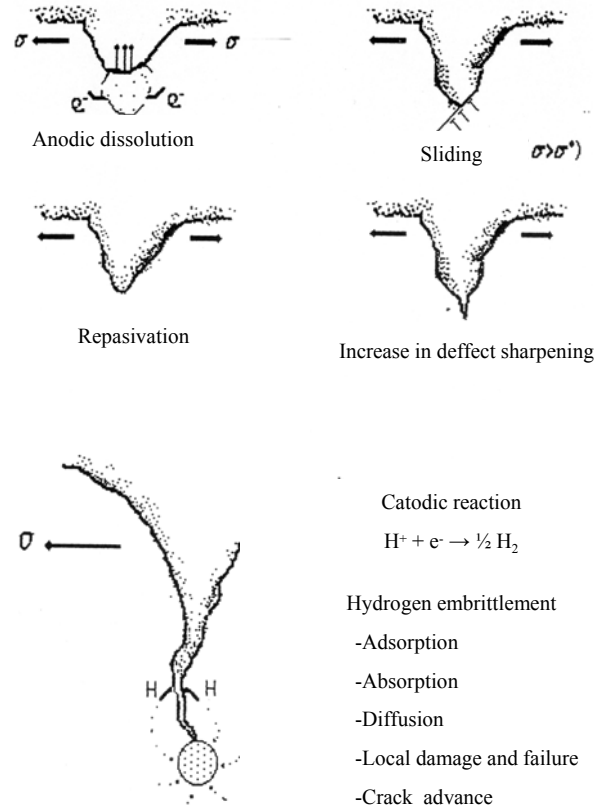 σ σ
e- e-
Anodic dissolution
Sliding σ>σ°)
Repasivation
Increase in deffect sharpening
σ
Catodic reaction
H⁺ + e⁻ → ½ H₂
Hydrogen embrittlement
H H
-Adsorption
-Absorption
-Diffusion
-Local damage and failure
-Crack advance